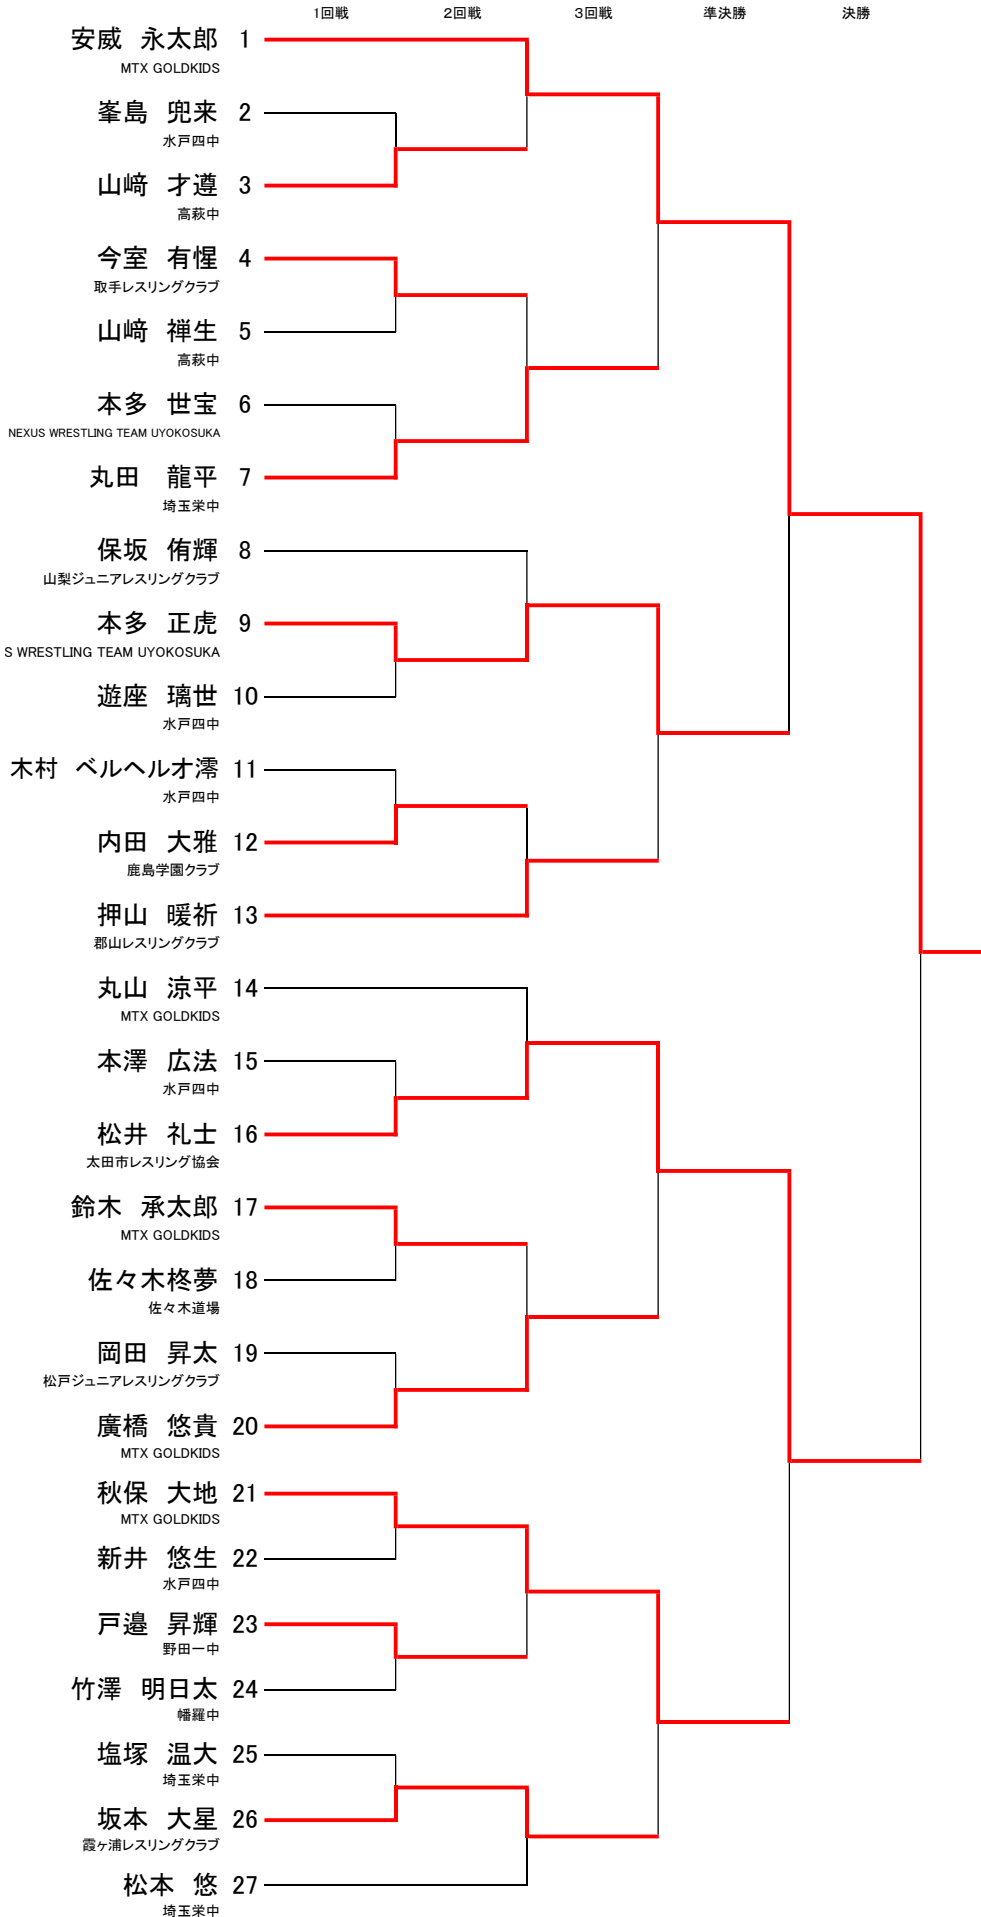 1回戦 2回戦 3回戦 準決勝 決勝
安威 永太郎 1
MTX GOLDKIDS
峯島 兜来 2
水戸四中
山﨑 才遵 3
高萩中
今室 有惺 4
取手レスリングクラブ
山﨑 禅生 5
高萩中
本多 世宝 6
NEXUS WRESTLING TEAM UYOKOSUKA
丸田 龍平 7
埼玉栄中
保坂 侑輝 8
山梨ジュニアレスリングクラブ
本多 正虎 9
S WRESTLING TEAM UYOKOSUKA
遊座 璃世 10
水戸四中
木村 ベルヘルオ澪 11
水戸四中
内田 大雅 12
鹿島学園クラブ
押山 暖祈 13
郡山レスリングクラブ
丸山 涼平 14
MTX GOLDKIDS
本澤 広法 15
水戸四中
松井 礼士 16
太田市レスリング協会
鈴木 承太郎 17
MTX GOLDKIDS
佐々木柊夢 18
佐々木道場
岡田 昇太 19
松戸ジュニアレスリングクラブ
廣橋 悠貴 20
MTX GOLDKIDS
秋保 大地 21
MTX GOLDKIDS
新井 悠生 22
水戸四中
戸邉 昇輝 23
野田一中
竹澤 明日太 24
幡羅中
塩塚 温大 25
埼玉栄中
坂本 大星 26
霞ヶ浦レスリングクラブ
松本 悠 27
埼玉栄中